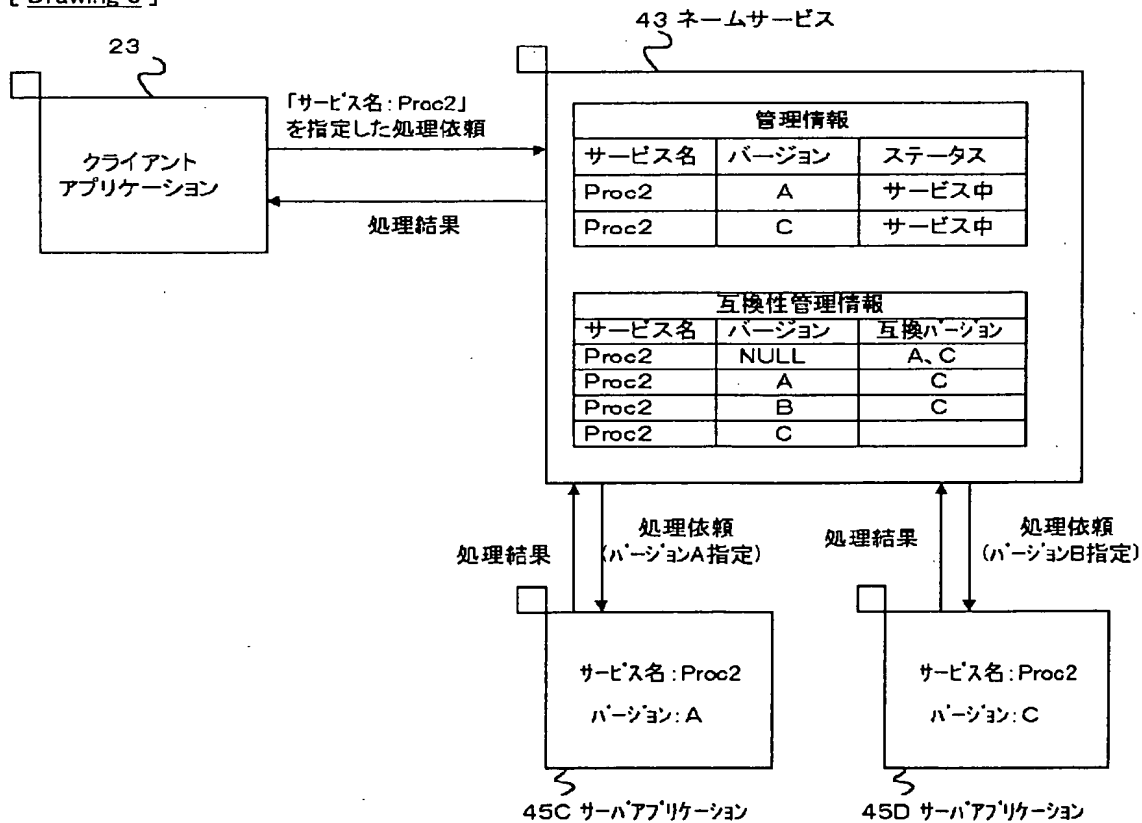 43 ネームサービス
23
「サービス名:Proc2」
を指定した処理依頼
クライアント
アプリケーション
処理結果
管理情報
サービス名 バージョン ステータス
Proc2 A サービス中
Proc2 C サービス中
互換性管理情報
サービス名 バージョン 互換バージョン
Proc2 NULL A、C
Proc2 A C
Proc2 B C
Proc2 C
処理結果
処理依頼
(バージョンA指定)
処理結果
処理依頼
(バージョンB指定)
サービス名:Proc2
バージョン:A
サービス名:Proc2
バージョン:C
45C サーバアプリケーション
45D サーバアプリケーション